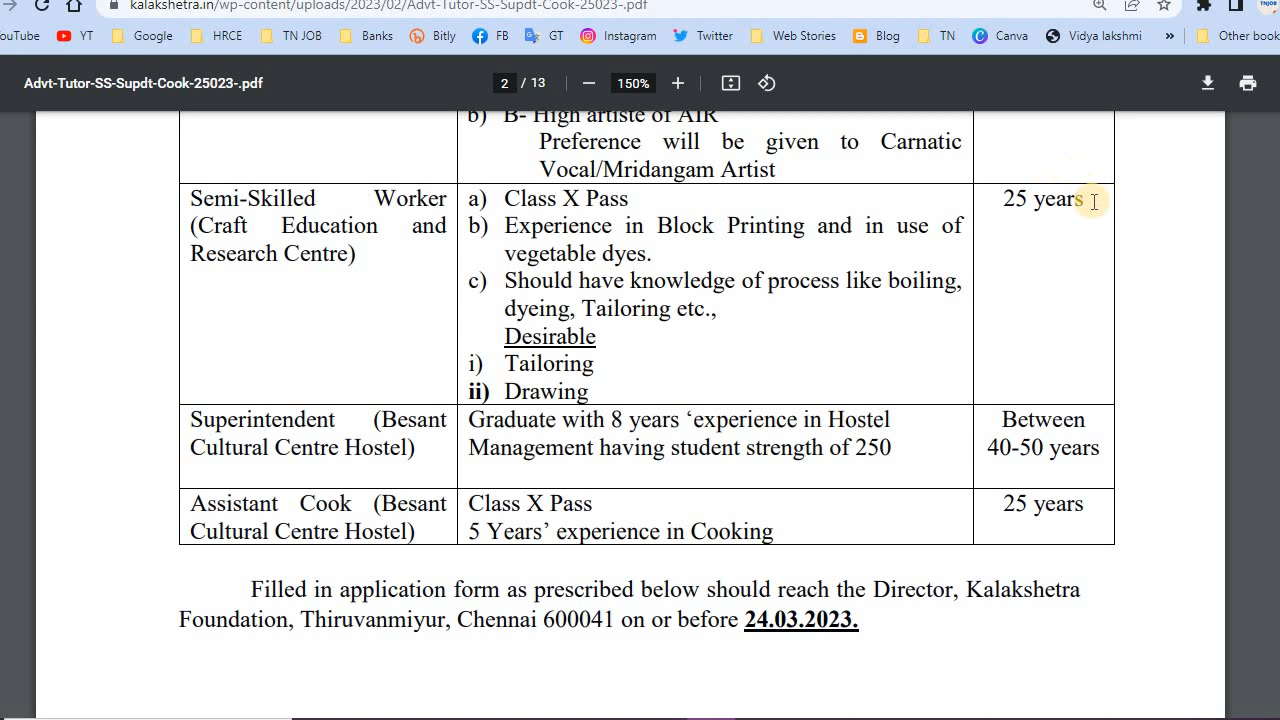 kalakshetra.in/wp-content/uploads/2023/02/Advt-Tutor-SS-Supdt-Cook-25023-.pdf
ouTube YT Google HRCE TN JOB Banks Bitly FB GT Instagram Twitter Web Stories Blog TN Canva Vidya lakshmi » Other book
Advt-Tutor-SS-Supdt-Cook-25023-.pdf 2 / 13 150%
b) B- High artiste of AIR
Preference will be given to Carnatic
Vocal/Mridangam Artist
Semi-Skilled Worker
(Craft Education and
Research Centre)
a) Class X Pass
b) Experience in Block Printing and in use of
vegetable dyes.
c) Should have knowledge of process like boiling,
dyeing, Tailoring etc.,
Desirable
i) Tailoring
ii) Drawing
25 years
Superintendent (Besant
Cultural Centre Hostel)
Graduate with 8 years ‘experience in Hostel
Management having student strength of 250
Between
40-50 years
Assistant Cook (Besant
Cultural Centre Hostel)
Class X Pass
5 Years’ experience in Cooking
25 years
Filled in application form as prescribed below should reach the Director, Kalakshetra
Foundation, Thiruvanmiyur, Chennai 600041 on or before 24.03.2023.